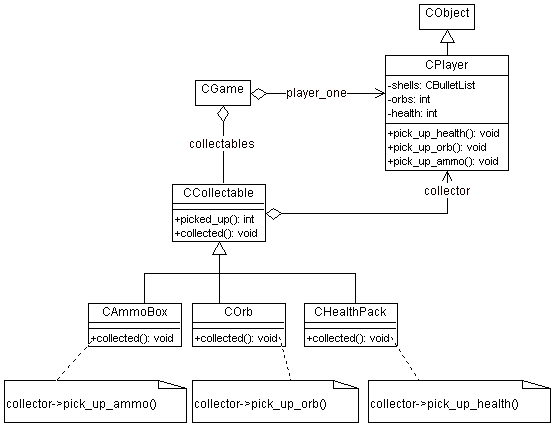 CObject
CPlayer
-shells: CBulletList
-orbs: int
-health: int
+pick_up_health(): void
+pick_up_orb(): void
+pick_up_ammo(): void
CGame
player_one
collectables
CCollectable
+picked_up(): int
+collected(): void
collector
CAmmoBox
+collected(): void
COrb
+collected(): void
CHealthPack
+collected(): void
collector->pick_up_ammo()
collector->pick_up_orb()
collector->pick_up_health()